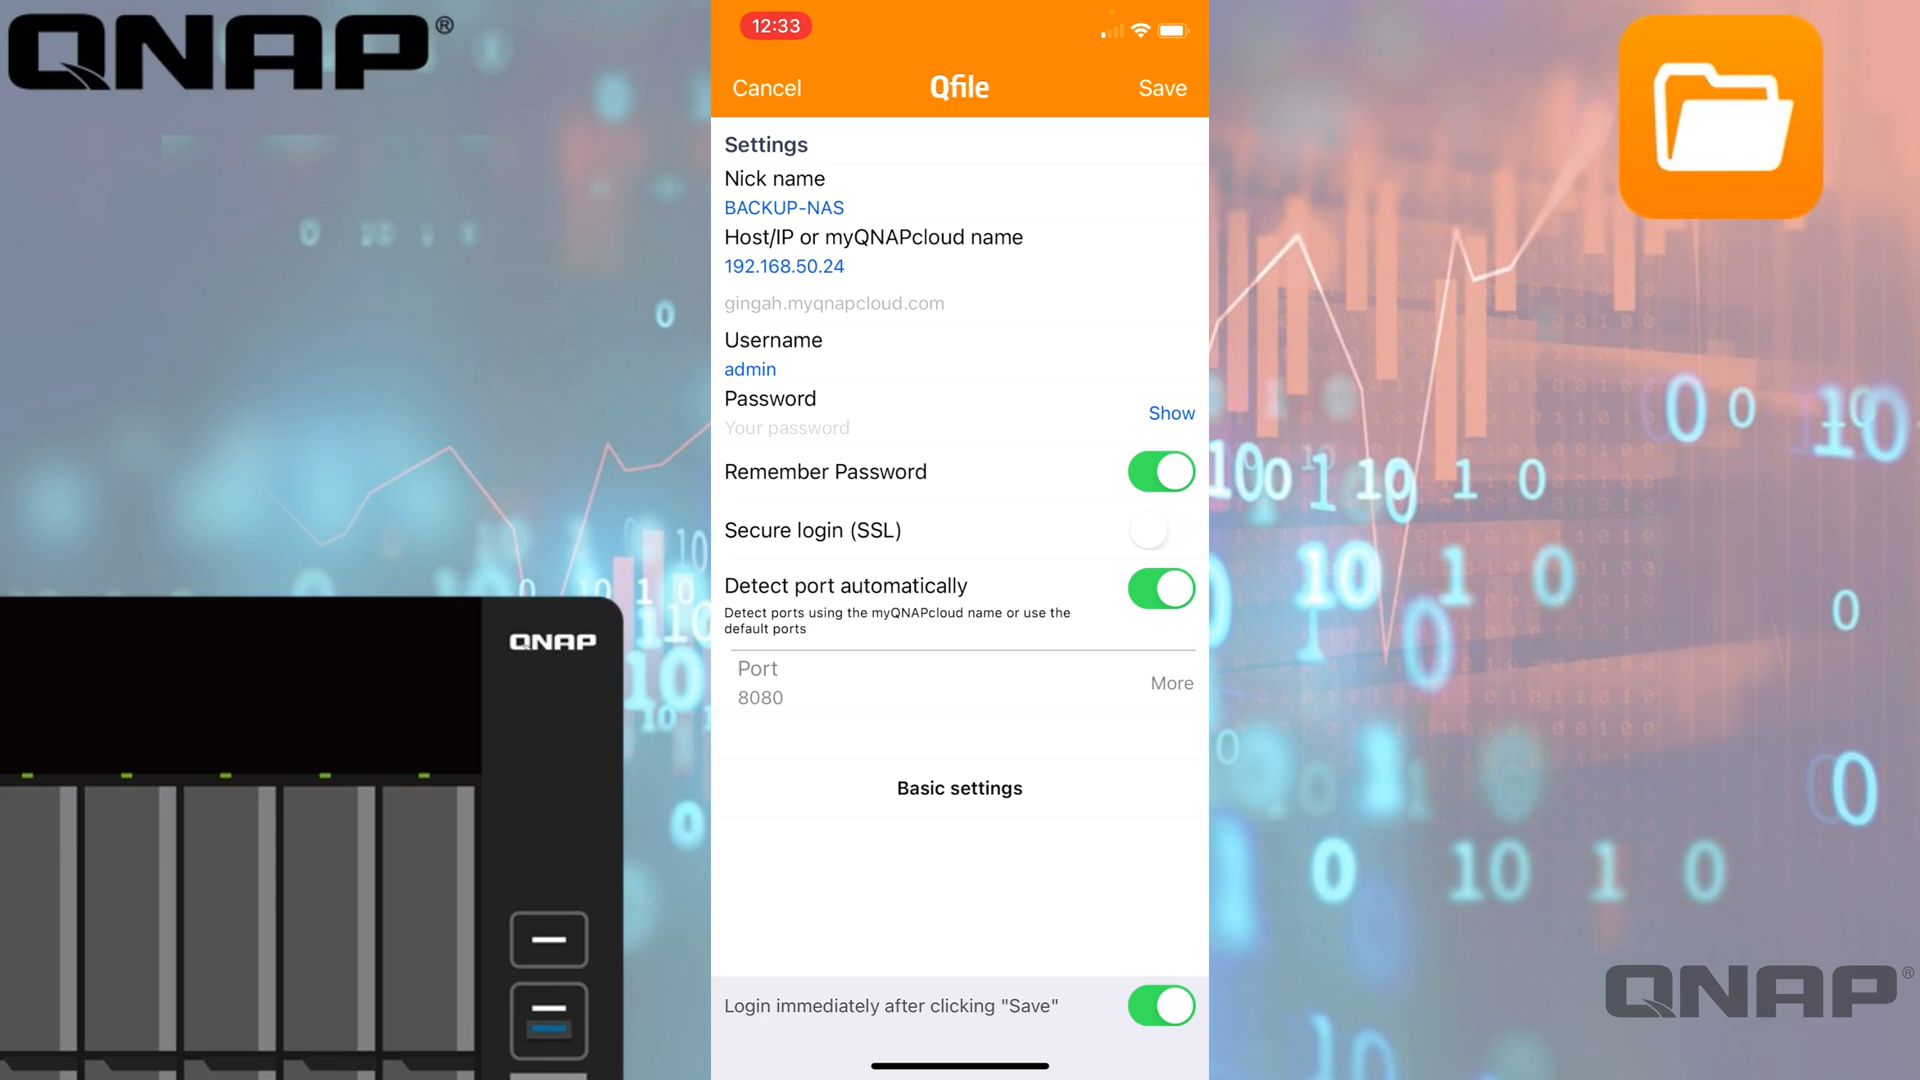 QNAP®
12:33
Cancel
Qfile
Save
Settings
Nick name
BACKUP-NAS
Host/IP or myQNAPcloud name
192.168.50.24
gingah.myqnapcloud.com
Username
admin
Password
Your password
Show
Remember Password
Secure login (SSL)
Detect port automatically
Detect ports using the myQNAPcloud name or use the
default ports
Port
8080
More
Basic settings
Login immediately after clicking "Save"
QNAP
QNAP®